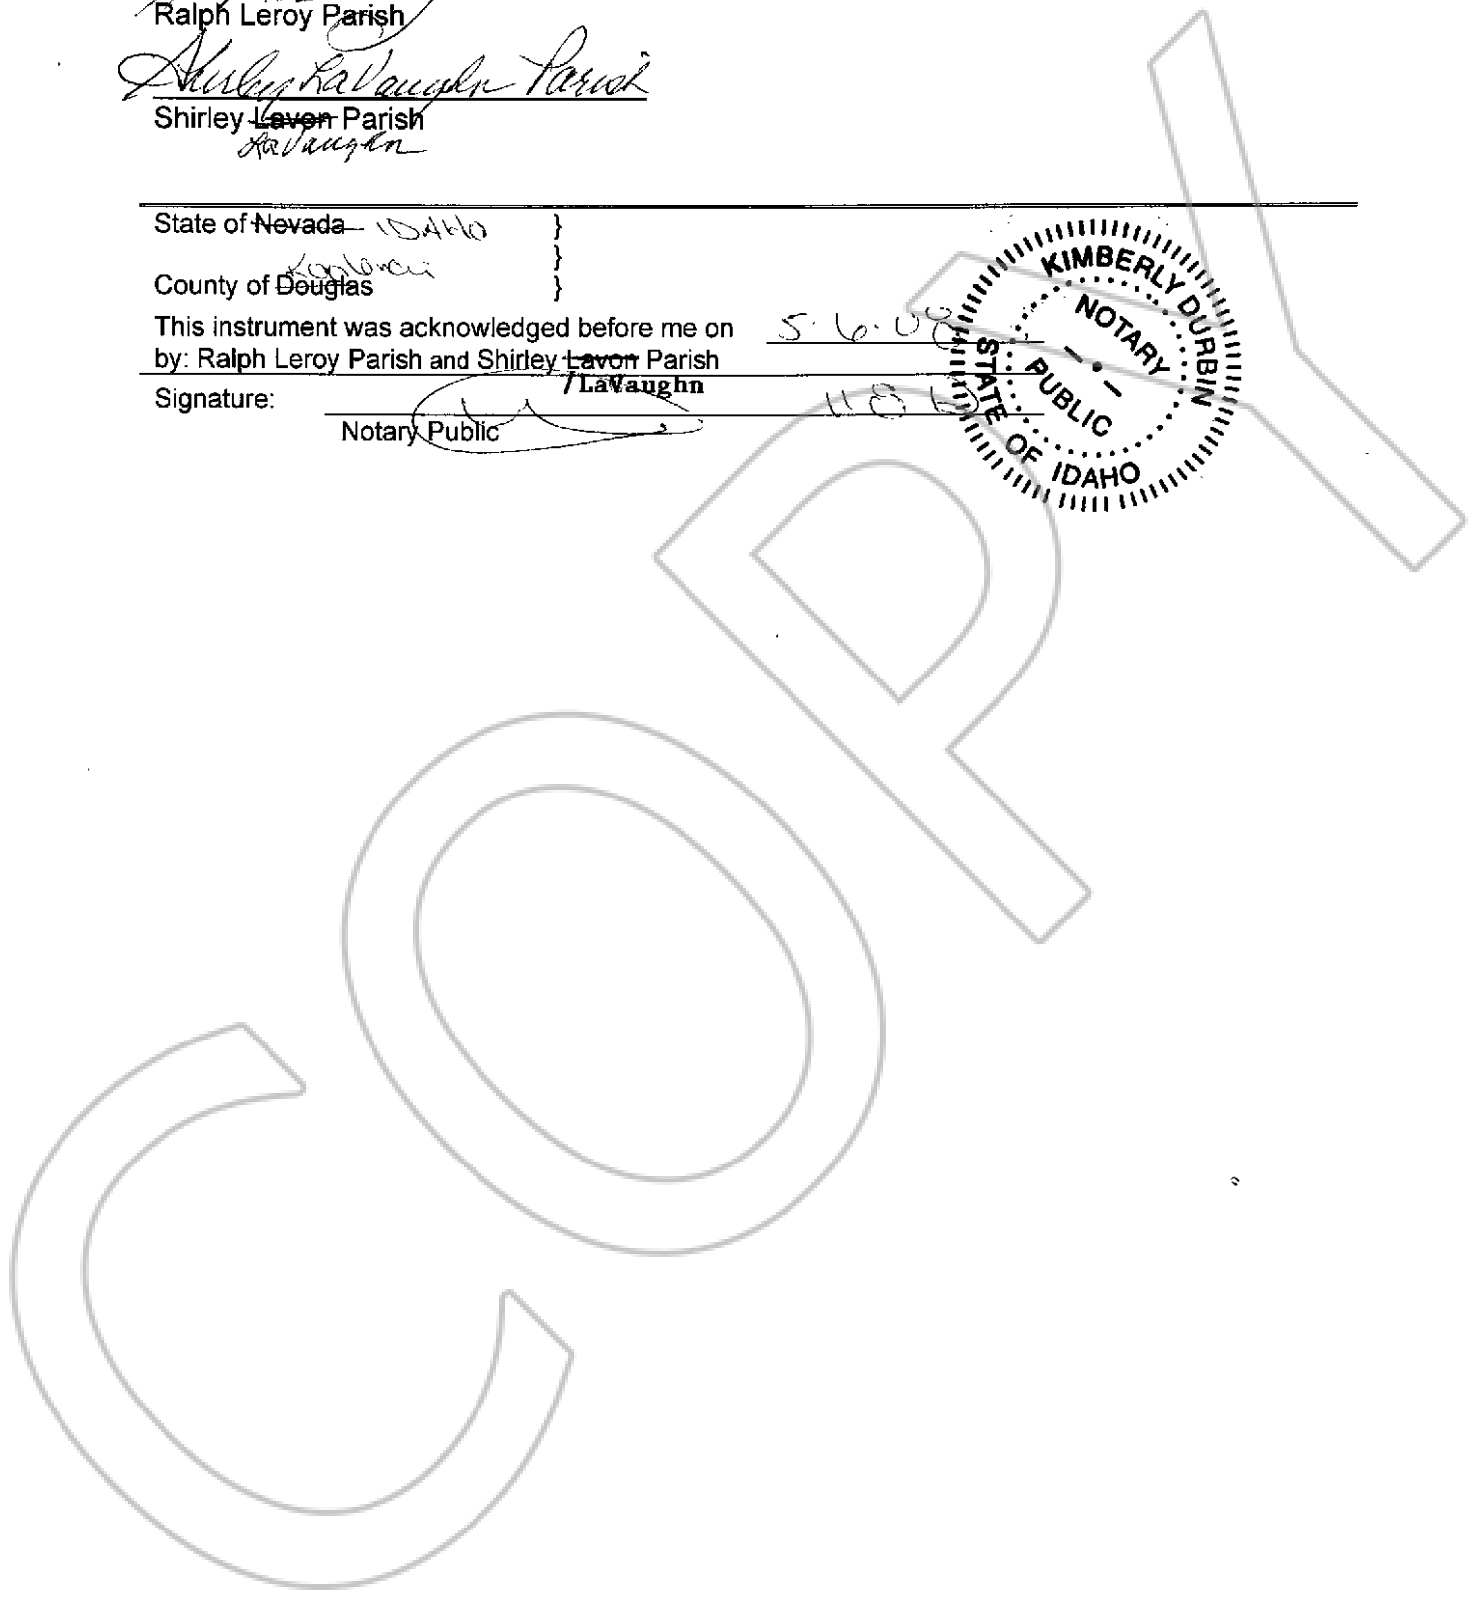 Ralph Leroy Parish
Shirley LaVaughn Parish
Shirley Lavon Parish
LaVaughn
State of Nevada IDAHO }
}
Kootenai
County of Douglas }
This instrument was acknowledged before me on 5.6.08
by: Ralph Leroy Parish and Shirley Lavon Parish
/LaVaughn
Signature:
Notary Public
KIMBERLY DURBIN
NOTARY
PUBLIC
STATE OF IDAHO
COPY